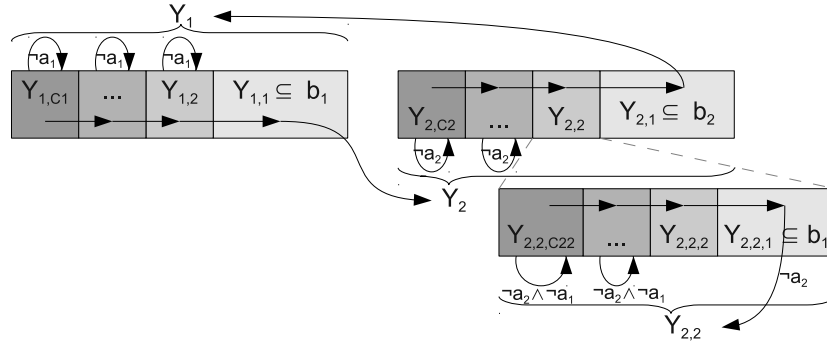 Y₁
¬a₁ ¬a₁ ¬a₁
Y₁,C1 ... Y₁,₂ Y₁,₁ ⊆ b₁
Y₂,C2 ... Y₂,₂ Y₂,₁ ⊆ b₂
¬a₂ ¬a₂
Y₂
Y₂,₂,C22 ... Y₂,₂,₂ Y₂,₂,₁ ⊆ b₁
¬a₂
¬a₂∧¬a₁ ¬a₂∧¬a₁
Y₂,₂